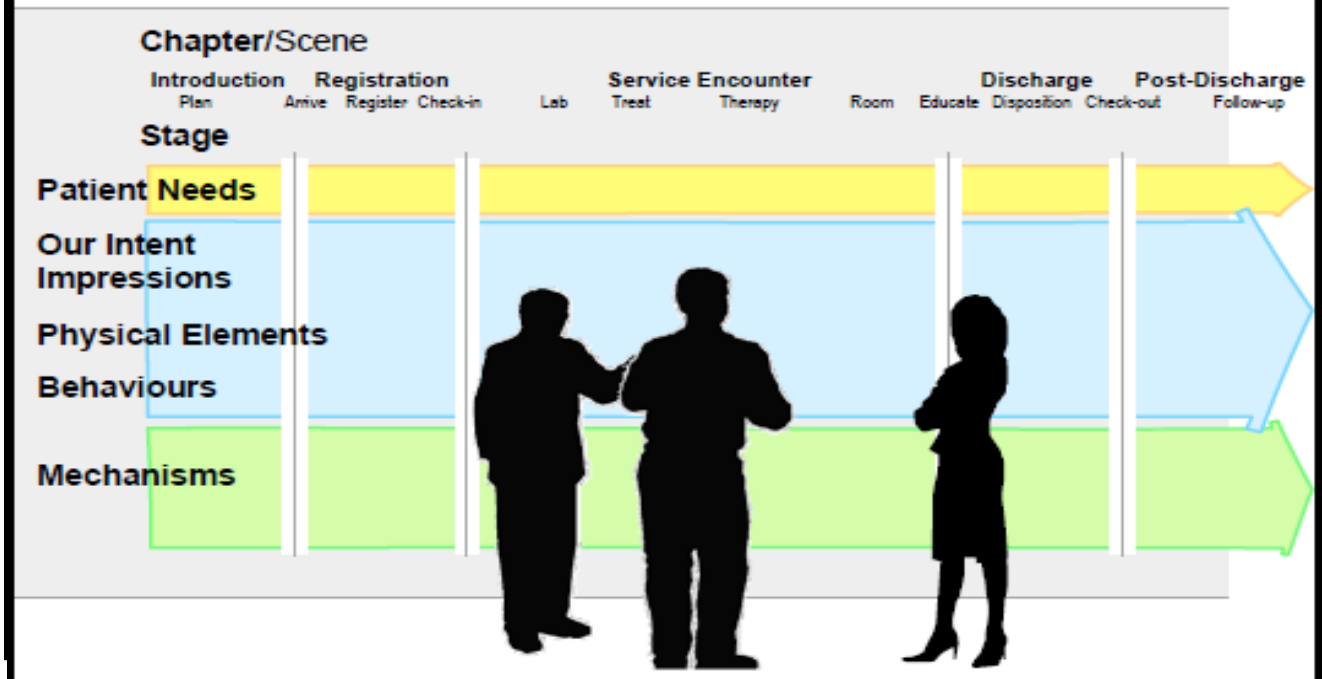 Chapter/Scene
Introduction Registration Service Encounter Discharge Post-Discharge
Plan Arrive Register Check-in Lab Treat Therapy Room Educate Disposition Check-out Follow-up
Stage
Patient Needs
Our Intent
Impressions
Physical Elements
Behaviours
Mechanisms